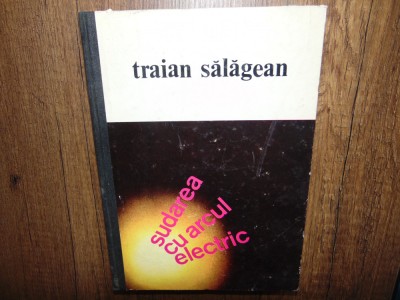 traian sălăgean
sudarea
cu arcul
electric